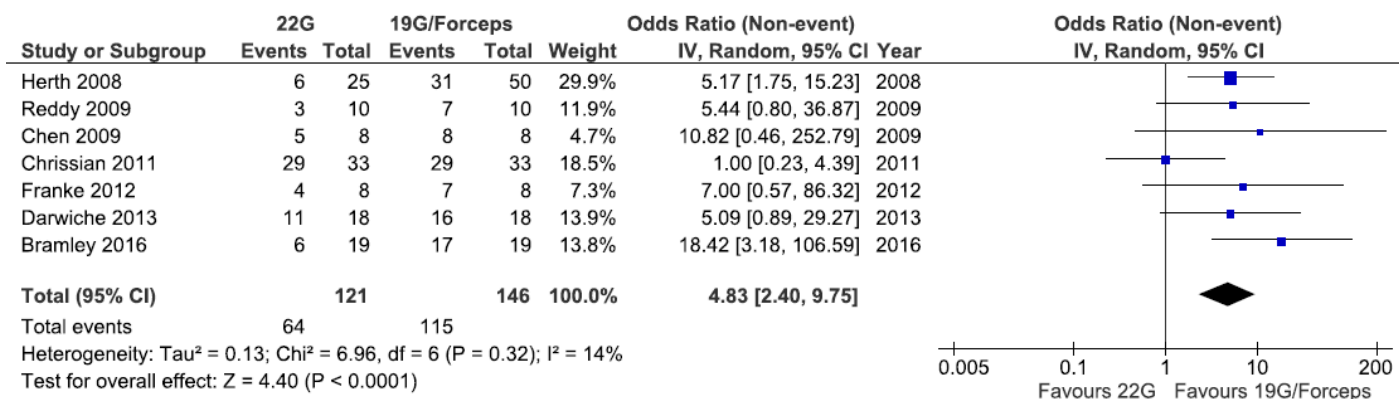 22G 19G/Forceps Odds Ratio (Non-event) Odds Ratio (Non-event)
Study or Subgroup Events Total Events Total Weight IV, Random, 95% CI Year IV, Random, 95% CI
Herth 2008 6 25 31 50 29.9% 5.17 [1.75, 15.23] 2008
Reddy 2009 3 10 7 10 11.9% 5.44 [0.80, 36.87] 2009
Chen 2009 5 8 8 8 4.7% 10.82 [0.46, 252.79] 2009
Chrissian 2011 29 33 29 33 18.5% 1.00 [0.23, 4.39] 2011
Franke 2012 4 8 7 8 7.3% 7.00 [0.57, 86.32] 2012
Darwiche 2013 11 18 16 18 13.9% 5.09 [0.89, 29.27] 2013
Bramley 2016 6 19 17 19 13.8% 18.42 [3.18, 106.59] 2016
Total (95% CI) 121 146 100.0% 4.83 [2.40, 9.75]
Total events 64 115
Heterogeneity: Tau² = 0.13; Chi² = 6.96, df = 6 (P = 0.32); I² = 14%
Test for overall effect: Z = 4.40 (P < 0.0001)
0.005 0.1 1 10 200
Favours 22G Favours 19G/Forceps